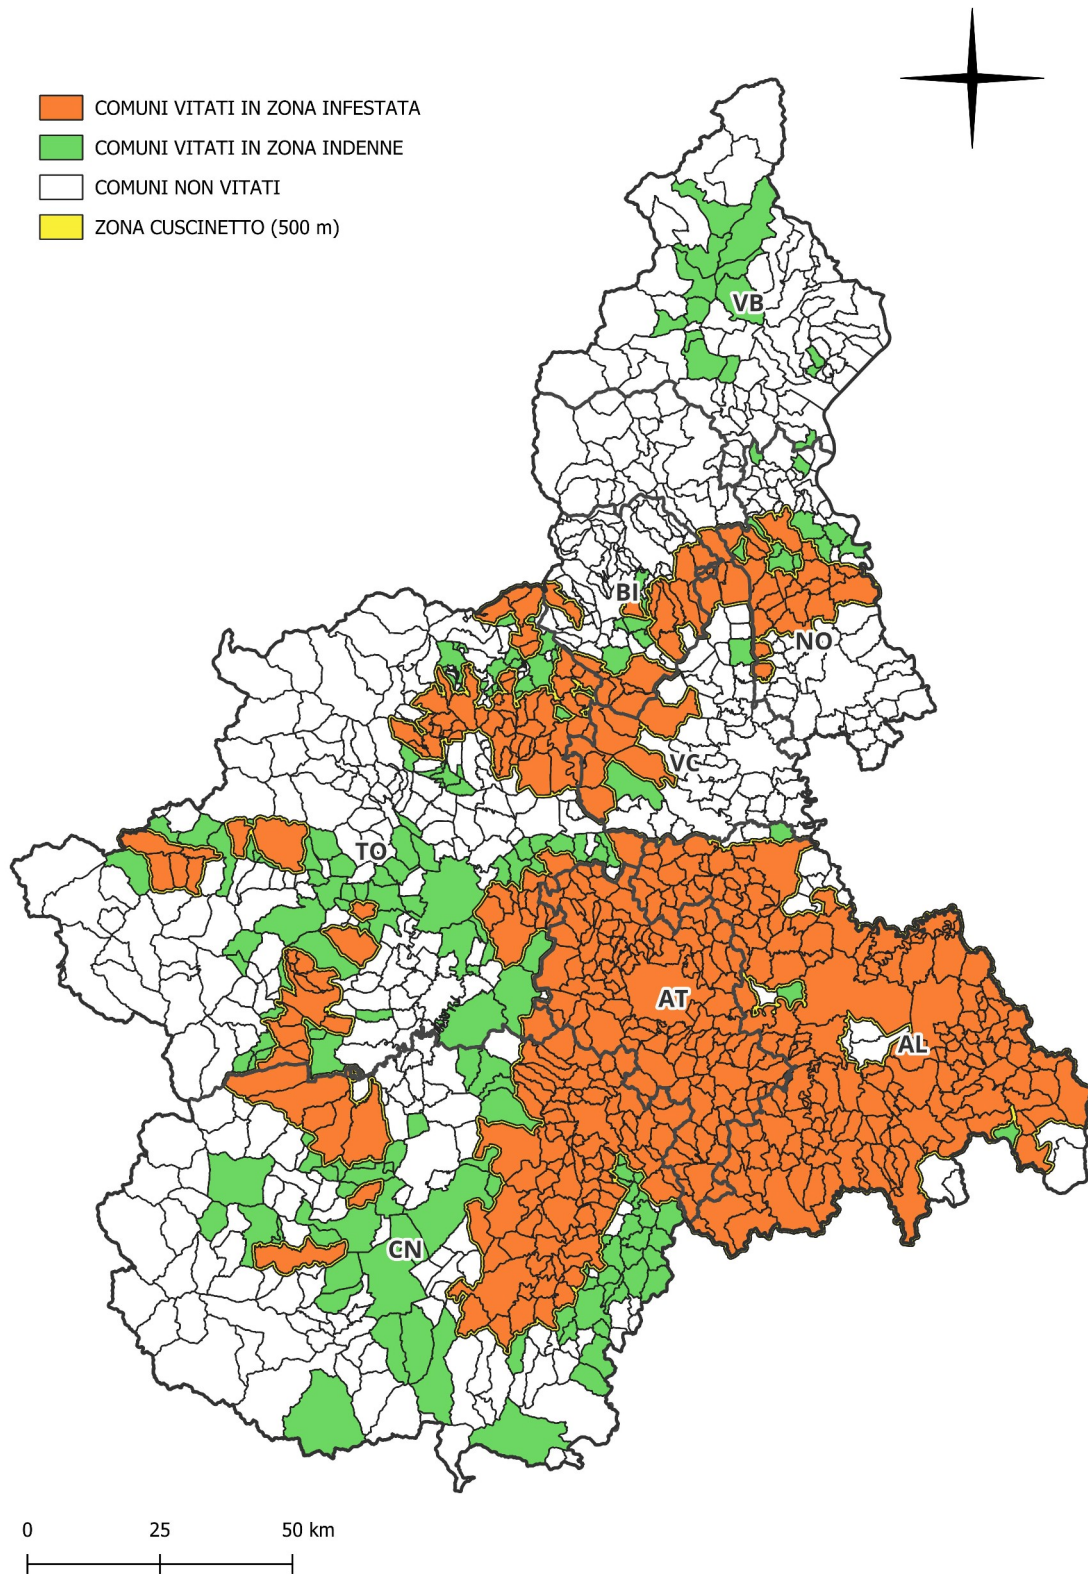 COMUNI VITATI IN ZONA INFESTATA
COMUNI VITATI IN ZONA INDENNE
COMUNI NON VITATI
ZONA CUSCINETTO (500 m)
VB
BI
NO
VC
TO
AT
AL
CN
0 25 50 km